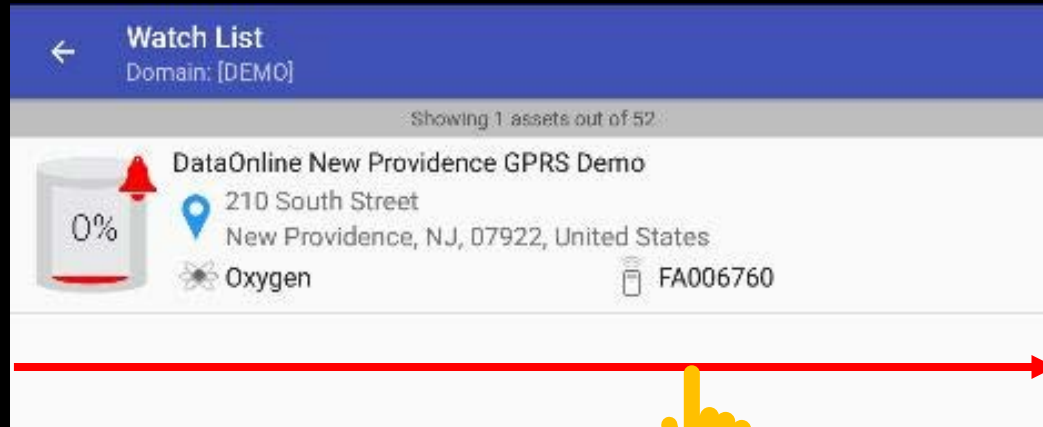 Watch List
Domain: [DEMO]
Showing 1 assets out of 52
DataOnline New Providence GPRS Demo
210 South Street
0%
New Providence, NJ, 07922, United States
Oxygen FA006760